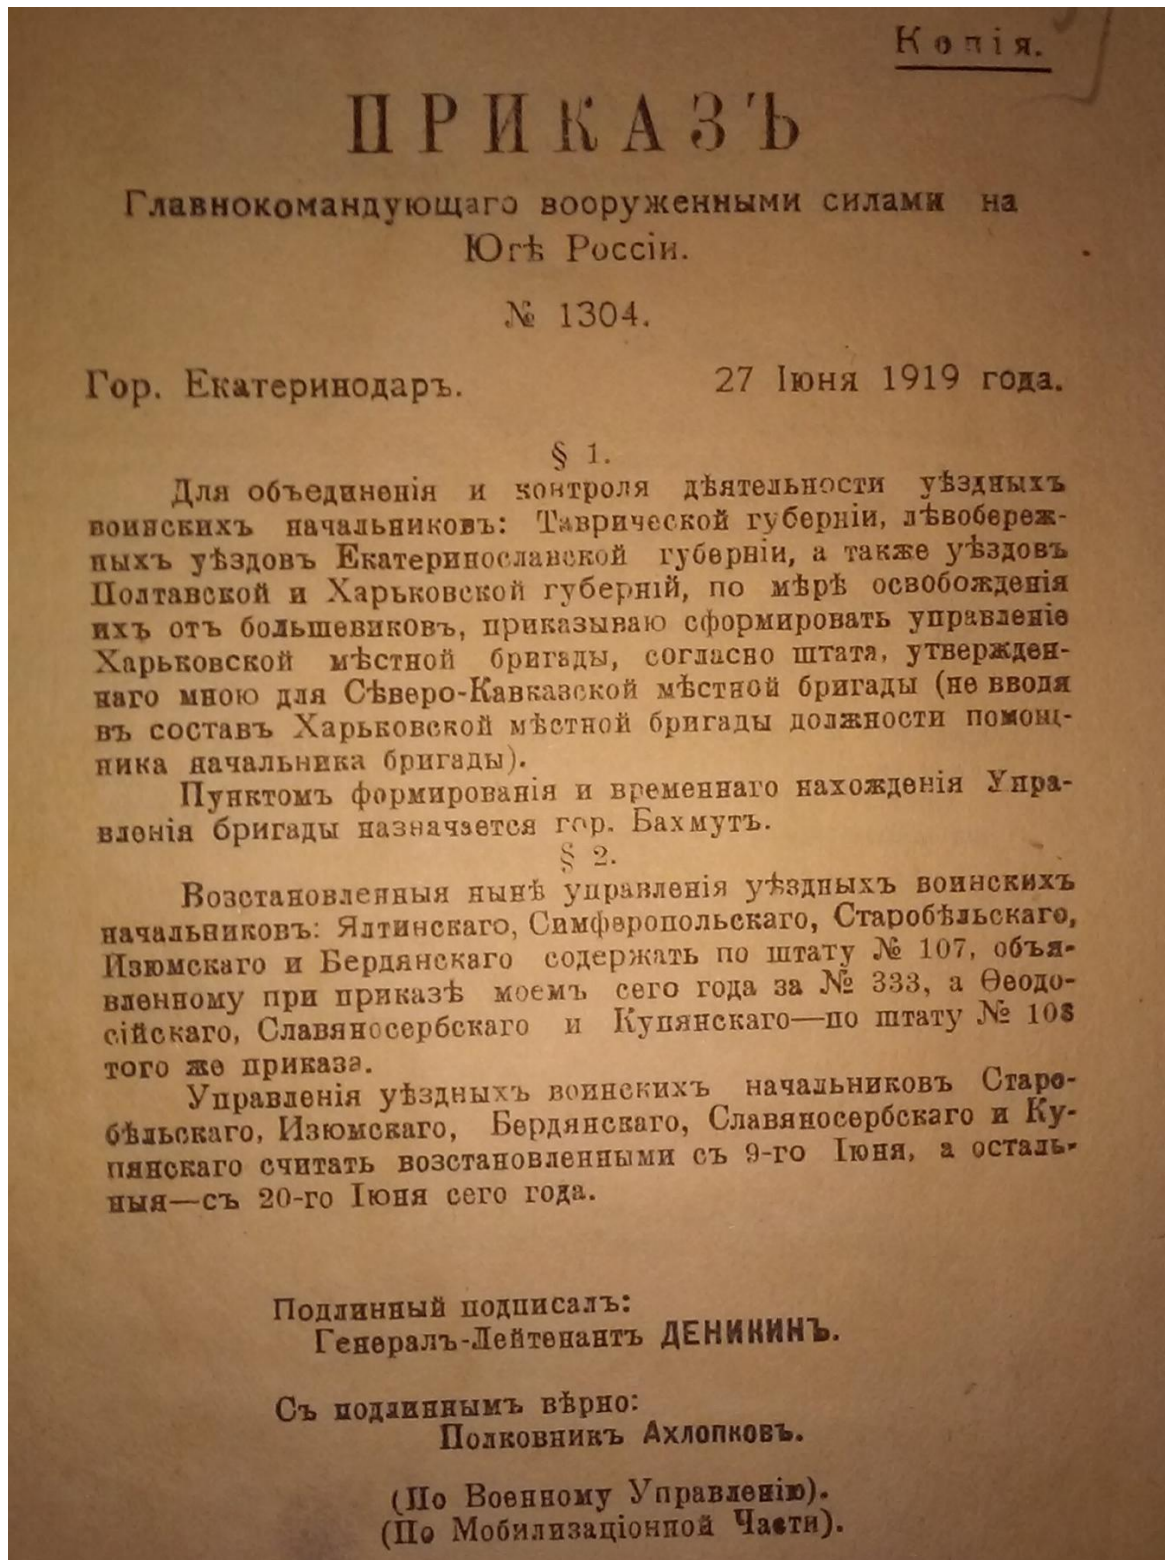 Копія.
ПРИКАЗЪ
Главнокомандующаго вооруженными силами на
Югѣ Россіи.
№ 1304.
Гор. Екатеринодаръ. 27 Іюня 1919 года.
§ 1.
Для объединенія и контроля дѣятельности уѣздныхъ
воинскихъ начальниковъ: Таврической губерніи, лѣвобереж-
ныхъ уѣздовъ Екатеринославской губерніи, а также уѣздовъ
Полтавской и Харьковской губерній, по мѣрѣ освобожденія
ихъ отъ большевиковъ, приказываю сформировать управленіе
Харьковской мѣстной бригады, согласно штата, утвержден-
наго мною для Сѣверо-Кавказской мѣстной бригады (не вводя
въ составъ Харьковской мѣстной бригады должности помощ-
ника начальника бригады).
Пунктомъ формированія и временнаго нахожденія Упра-
вленія бригады назначается гор. Бахмутъ.
§ 2.
Возстановленныя нынѣ управленія уѣздныхъ воинскихъ
начальниковъ: Ялтинскаго, Симферопольскаго, Старобѣльскаго,
Изюмскаго и Бердянскаго содержать по штату № 107, объя-
вленному при приказѣ моемъ сего года за № 333, а Ѳеодо-
сійскаго, Славяносербскаго и Купянскаго—по штату № 108
того же приказа.
Управленія уѣздныхъ воинскихъ начальниковъ Старо-
бѣльскаго, Изюмскаго, Бердянскаго, Славяносербскаго и Ку-
пянскаго считать возстановленными съ 9-го Іюня, а осталь-
ныя—съ 20-го Іюня сего года.
Подлинный подписалъ:
Генералъ-Лейтенантъ ДЕНИКИНЪ.
Съ подлиннымъ вѣрно:
Полковникъ Ахлопковъ.
(По Военному Управленію).
(По Мобилизаціонной Части).